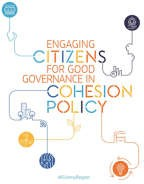 ENGAGING
CITIZENS
FOR GOOD
GOVERNANCE IN
COHESION
POLICY